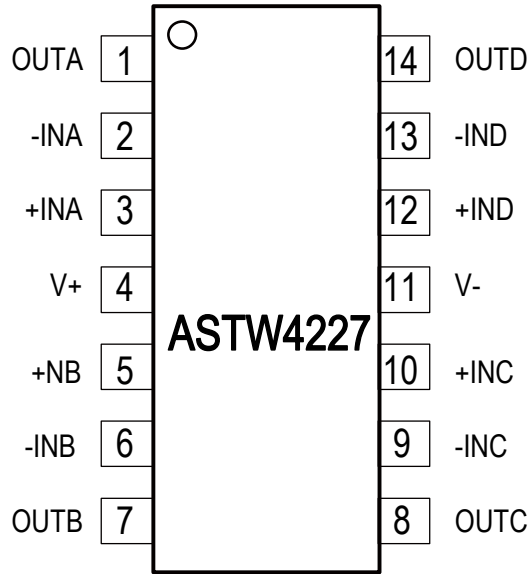 OUTA 1 14 OUTD
-INA 2 13 -IND
+INA 3 12 +IND
V+ 4 11 V-
ASTW4227
+NB 5 10 +INC
-INB 6 9 -INC
OUTB 7 8 OUTC